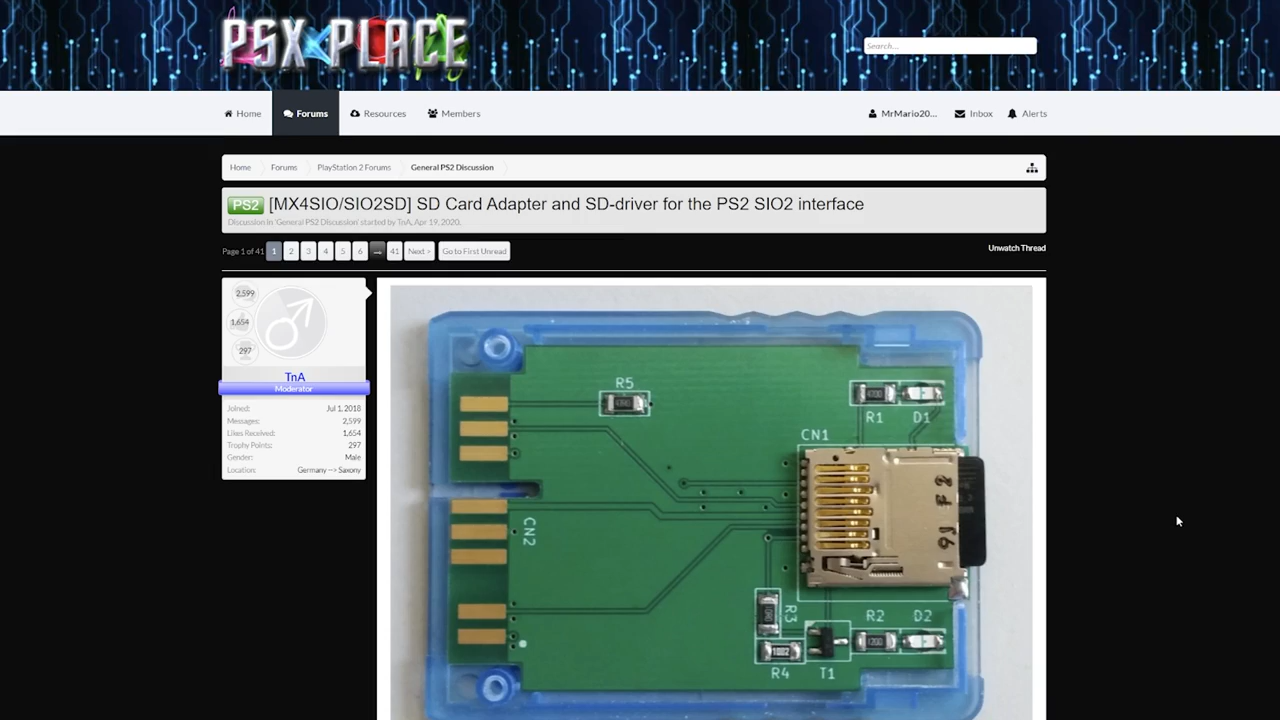 PSX PLACE
Search...
Home
Forums
Resources
Members
MrMario20...
Inbox
Alerts
Home
Forums
PlayStation 2 Forums
General PS2 Discussion
PS2 [MX4SIO/SIO2SD] SD Card Adapter and SD-driver for the PS2 SIO2 interface
Discussion in 'General PS2 Discussion' started by TnA, Apr 19, 2020.
Page 1 of 41 1 2 3 4 5 6 → 41 Next > Go to First Unread
Unwatch Thread
2,599
1,654
297
TnA
Moderator
Joined: Jul 1, 2018
Messages: 2,599
Likes Received: 1,654
Trophy Points: 297
Gender: Male
Location: Germany --> Saxony
R5
R1 D1
CN1
CN2
R3
R2 D2
R4 T1